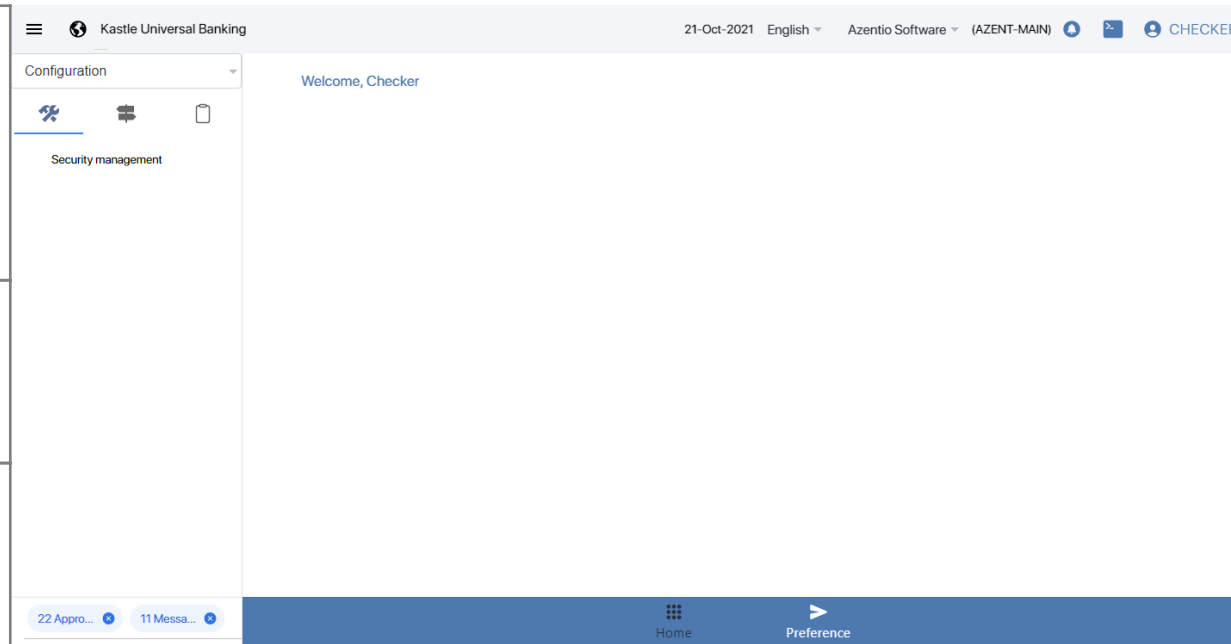 Kastle Universal Banking
21-Oct-2021 English Azentio Software (AZENT-MAIN) CHECKER
Configuration
Welcome, Checker
Security management
22 Appro... 11 Messa...
Home
Preference